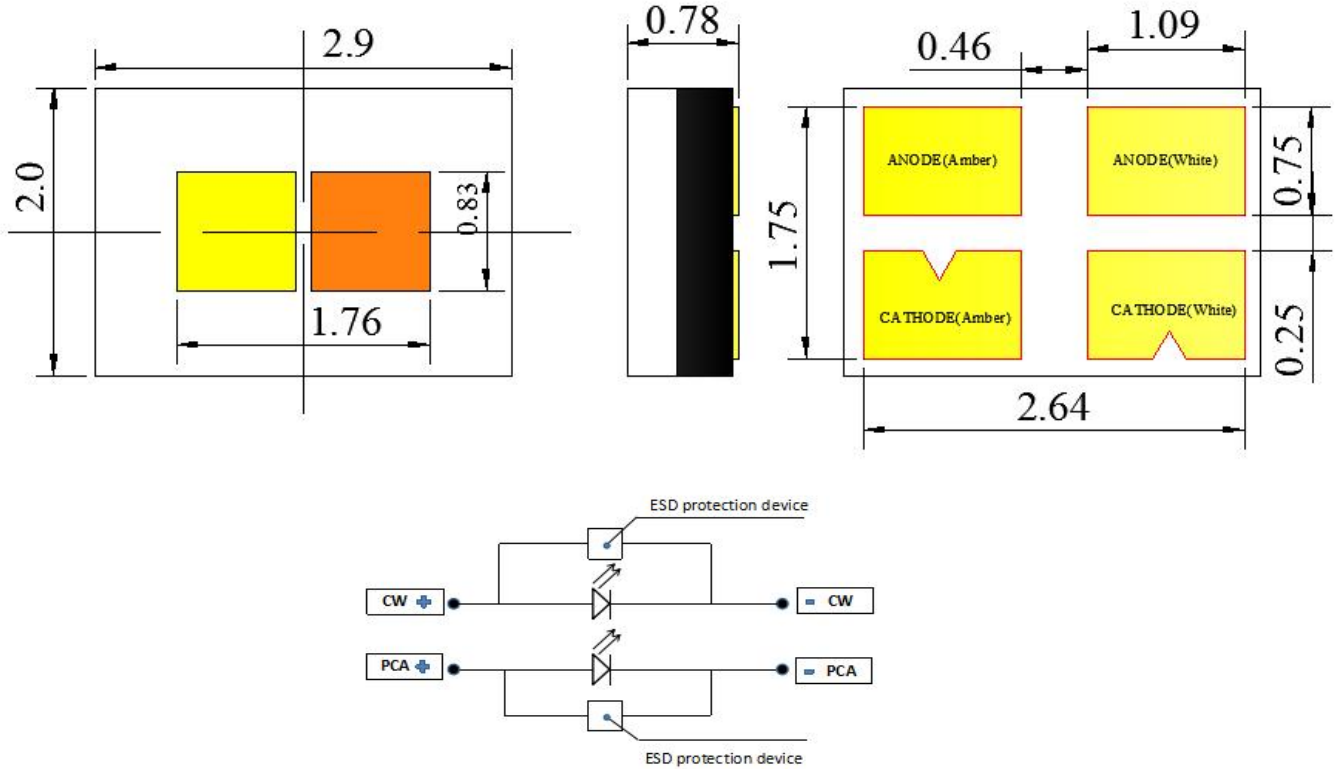 2.9
2.0
0.83
1.76
0.78
0.46
1.09
ANODE(Amber)
ANODE(White)
0.75
1.75
CATHODE(Amber)
CATHODE(White)
0.25
2.64
ESD protection device
CW +
- CW
PCA +
- PCA
ESD protection device